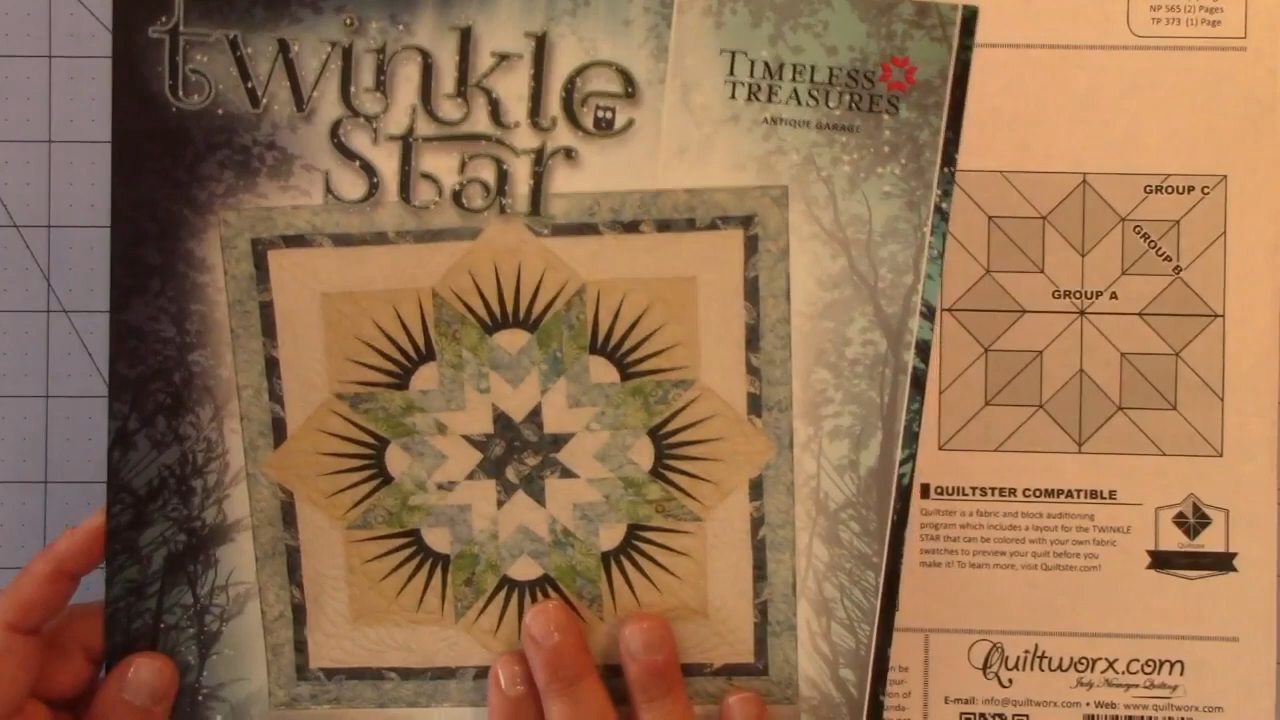 twinkle
Star
TIMELESS
TREASURES
ANTIQUE GARAGE
NP 565 (2) Pages
TP 373 (1) Page
GROUP C
GROUP B
GROUP A
QUILTSTER COMPATIBLE
Quiltster is a fabric and block auditioning
program which includes a layout for the TWINKLE
STAR that can be colored with your own fabric
swatches to preview your quilt before you
make it! To learn more, visit Quiltster.com!
QUILTSTER
Quiltworx.com
Judy Niemeyer Quilting
E-mail: info@quiltworx.com • Web: www.quiltworx.com